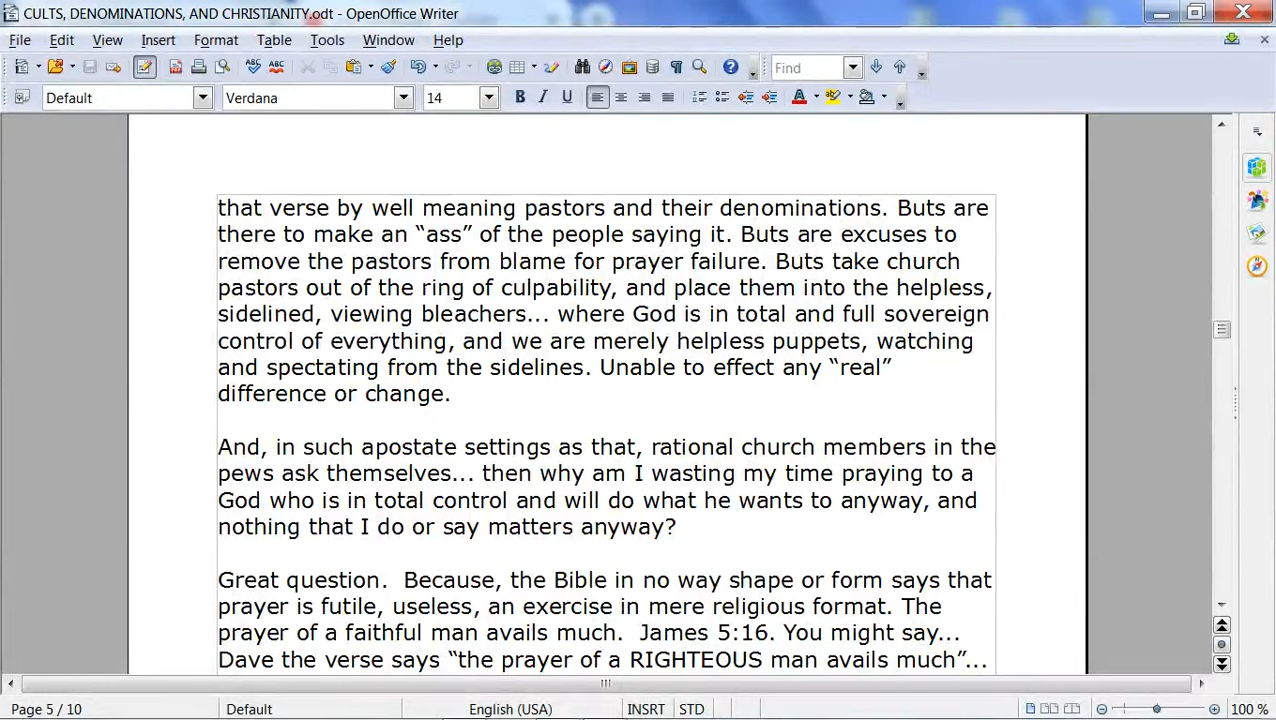 CULTS, DENOMINATIONS, AND CHRISTIANITY.odt - OpenOffice Writer
File Edit View Insert Format Table Tools Window Help
Find
Default Verdana 14
that verse by well meaning pastors and their denominations. Buts are
there to make an “ass” of the people saying it. Buts are excuses to
remove the pastors from blame for prayer failure. Buts take church
pastors out of the ring of culpability, and place them into the helpless,
sidelined, viewing bleachers... where God is in total and full sovereign
control of everything, and we are merely helpless puppets, watching
and spectating from the sidelines. Unable to effect any “real”
difference or change.
And, in such apostate settings as that, rational church members in the
pews ask themselves... then why am I wasting my time praying to a
God who is in total control and will do what he wants to anyway, and
nothing that I do or say matters anyway?
Great question.  Because, the Bible in no way shape or form says that
prayer is futile, useless, an exercise in mere religious format. The
prayer of a faithful man avails much.  James 5:16. You might say...
Dave the verse says “the prayer of a RIGHTEOUS man avails much”...
Page 5 / 10 Default English (USA) INSRT STD 100 %